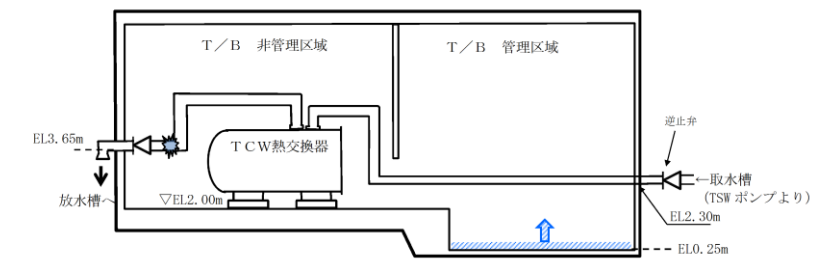 T／B 非管理区域
T／B 管理区域
逆止弁
EL3.65m
TCW熱交換器
←取水槽
(TSWポンプより)
放水槽へ
▽EL2.00m
EL2.30m
EL0.25m